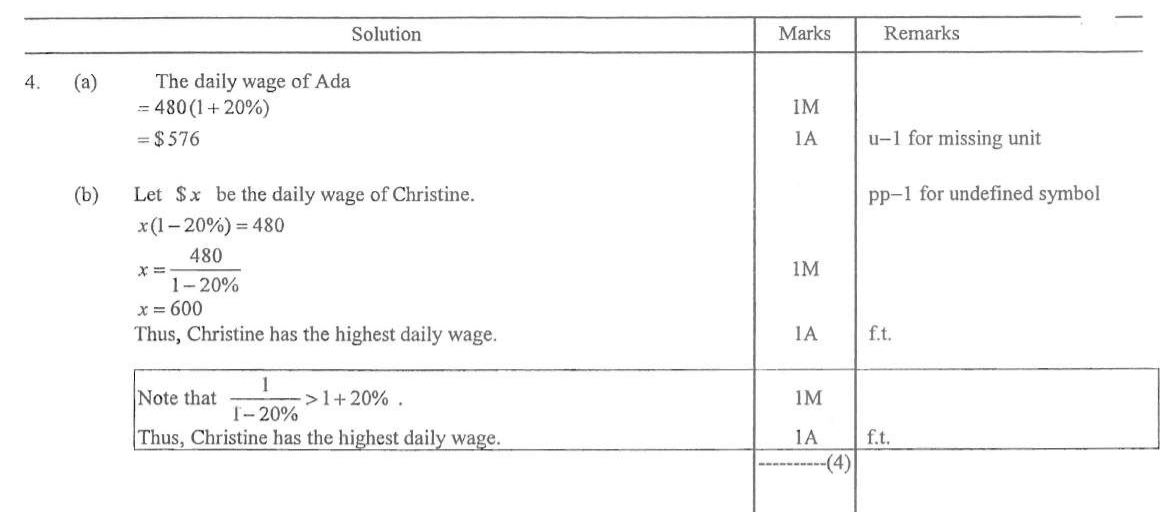 Solution Marks Remarks
4. (a) The daily wage of Ada
= 480(1 + 20%) 1M
= $ 576 1A u–1 for missing unit
(b) Let $ x be the daily wage of Christine. pp–1 for undefined symbol
x(1 – 20%) = 480
x = 480 / 1 – 20% 1M
x = 600
Thus, Christine has the highest daily wage. 1A f.t.
Note that 1 / 1 – 20% > 1 + 20% . 1M
Thus, Christine has the highest daily wage. 1A f.t.
----------(4)